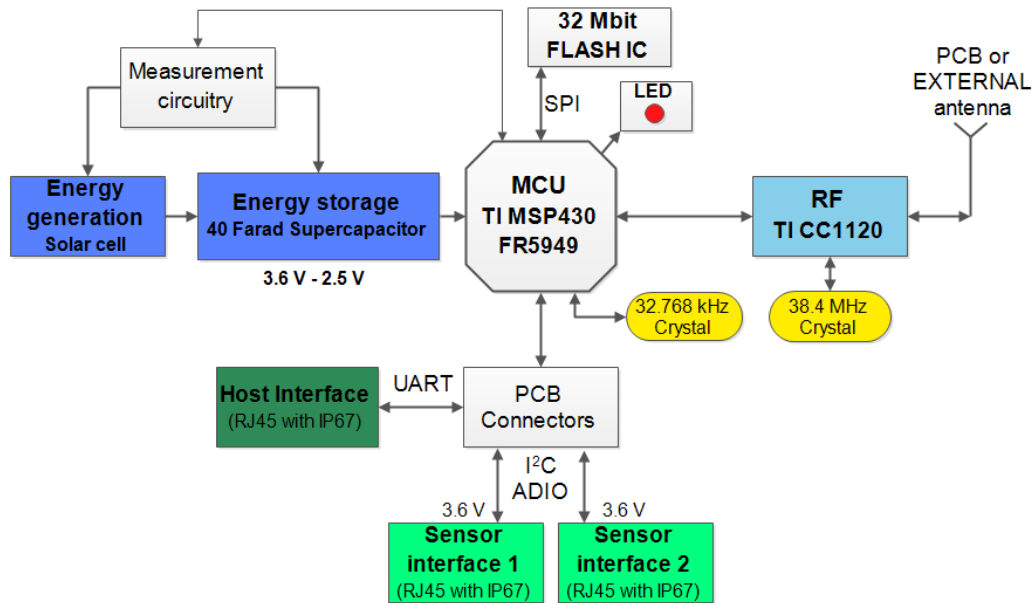 32 Mbit
FLASH IC
Measurement
circuitry
SPI
LED
PCB or
EXTERNAL
antenna
Energy
generation
Solar cell
Energy storage
40 Farad Supercapacitor
3.6 V - 2.5 V
MCU
TI MSP430
FR5949
RF
TI CC1120
32.768 kHz
Crystal
38.4 MHz
Crystal
Host Interface
(RJ45 with IP67)
UART
PCB
Connectors
I²C
ADIO
3.6 V
3.6 V
Sensor
interface 1
(RJ45 with IP67)
Sensor
interface 2
(RJ45 with IP67)